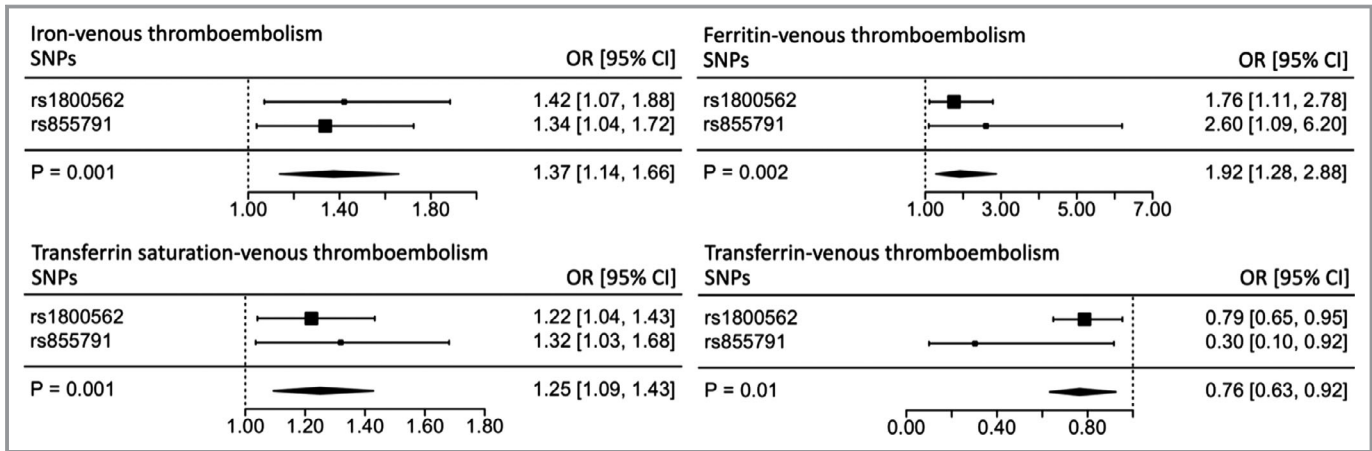 Iron-venous thromboembolism
SNPs OR [95% CI]
rs1800562 1.42 [1.07, 1.88]
rs855791 1.34 [1.04, 1.72]
P = 0.001 1.37 [1.14, 1.66]
1.00 1.40 1.80
Ferritin-venous thromboembolism
SNPs OR [95% CI]
rs1800562 1.76 [1.11, 2.78]
rs855791 2.60 [1.09, 6.20]
P = 0.002 1.92 [1.28, 2.88]
1.00 3.00 5.00 7.00
Transferrin saturation-venous thromboembolism
SNPs OR [95% CI]
rs1800562 1.22 [1.04, 1.43]
rs855791 1.32 [1.03, 1.68]
P = 0.001 1.25 [1.09, 1.43]
1.00 1.20 1.40 1.60 1.80
Transferrin-venous thromboembolism
SNPs OR [95% CI]
rs1800562 0.79 [0.65, 0.95]
rs855791 0.30 [0.10, 0.92]
P = 0.01 0.76 [0.63, 0.92]
0.00 0.40 0.80